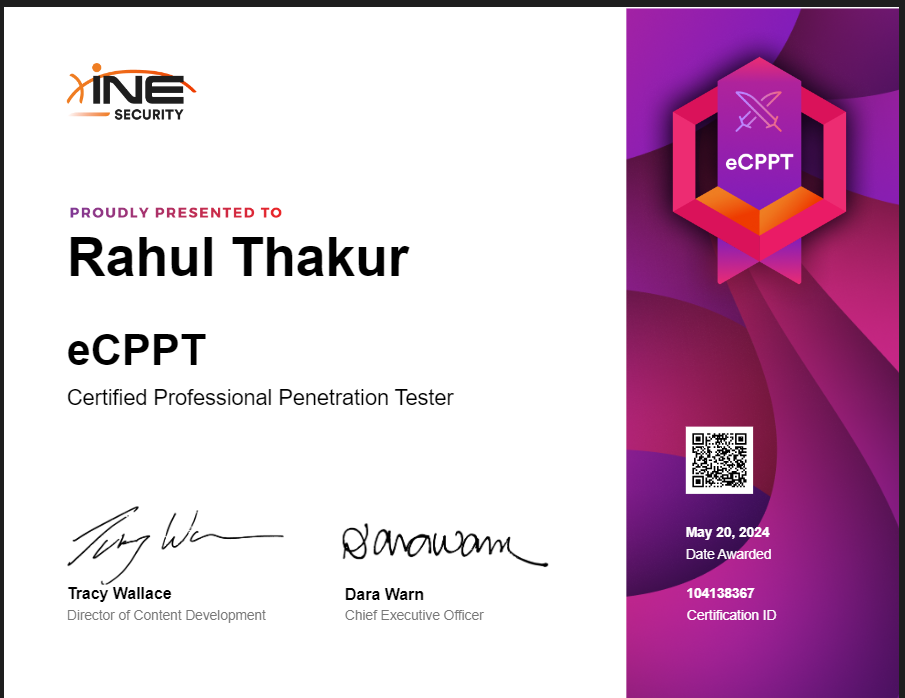 INE
SECURITY
PROUDLY PRESENTED TO
Rahul Thakur
eCPPT
Certified Professional Penetration Tester
Tracy Wallace
Director of Content Development
Dara Warn
Chief Executive Officer
eCPPT
May 20, 2024
Date Awarded
104138367
Certification ID